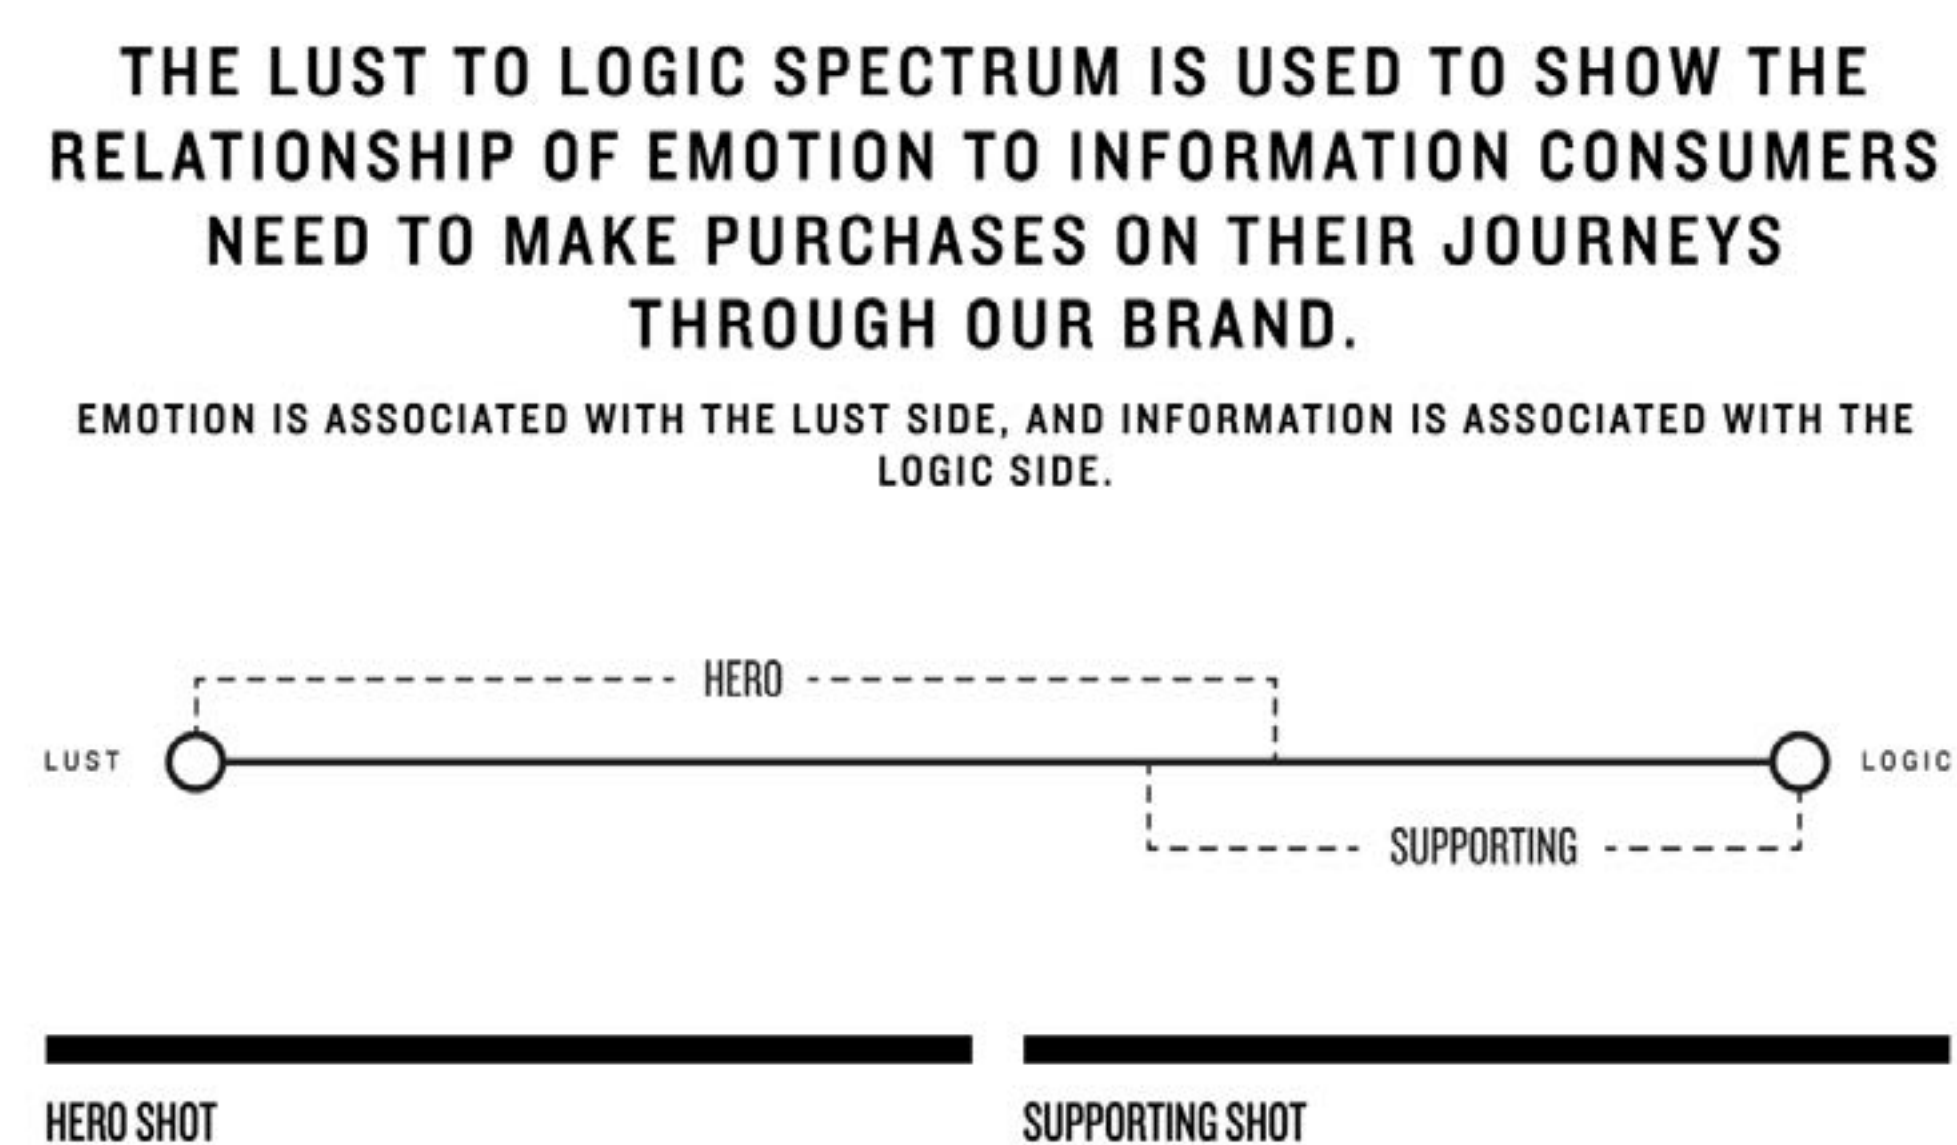 THE LUST TO LOGIC SPECTRUM IS USED TO SHOW THE
RELATIONSHIP OF EMOTION TO INFORMATION CONSUMERS
NEED TO MAKE PURCHASES ON THEIR JOURNEYS
THROUGH OUR BRAND.
EMOTION IS ASSOCIATED WITH THE LUST SIDE, AND INFORMATION IS ASSOCIATED WITH THE
LOGIC SIDE.
HERO
LUST
LOGIC
SUPPORTING
HERO SHOT
SUPPORTING SHOT